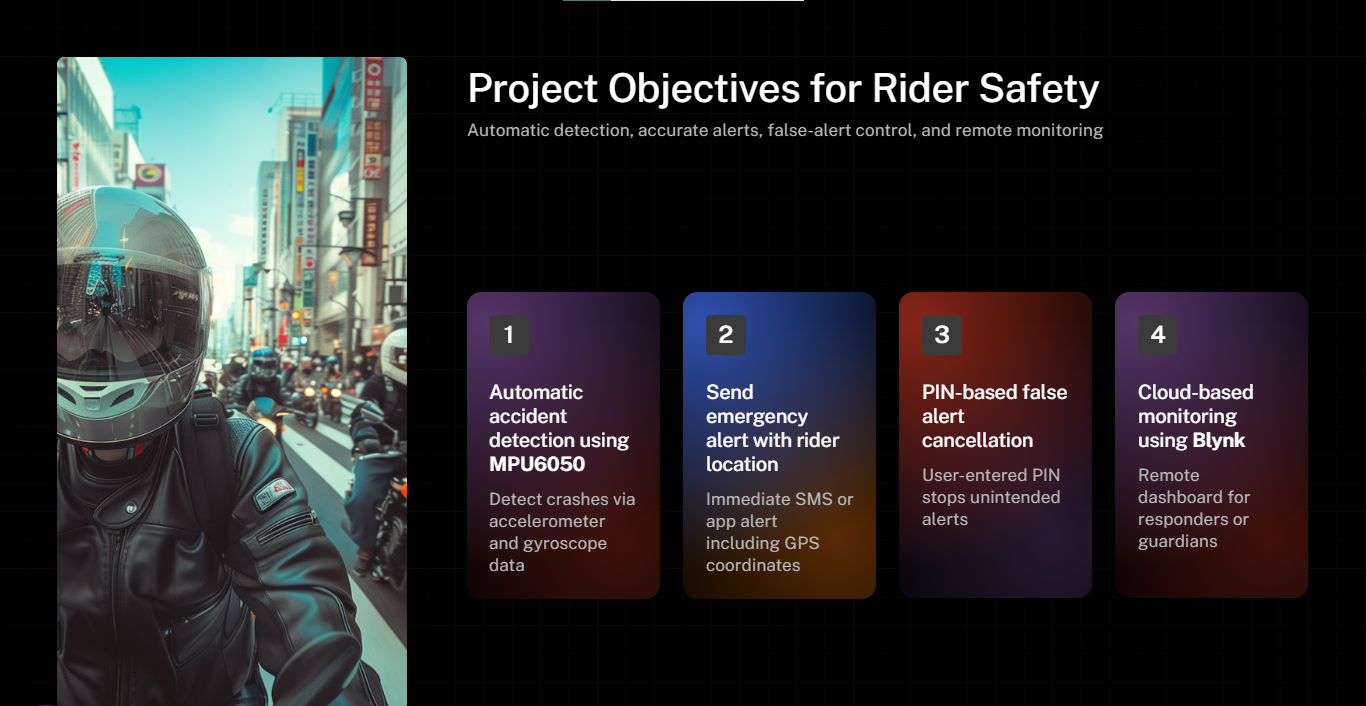 Project Objectives for Rider Safety
Automatic detection, accurate alerts, false-alert control, and remote monitoring
1
Automatic
accident
detection using
MPU6050
Detect crashes via
accelerometer
and gyroscope
data
2
Send
emergency
alert with rider
location
Immediate SMS or
app alert
including GPS
coordinates
3
PIN-based false
alert
cancellation
User-entered PIN
stops unintended
alerts
4
Cloud-based
monitoring
using Blynk
Remote
dashboard for
responders or
guardians